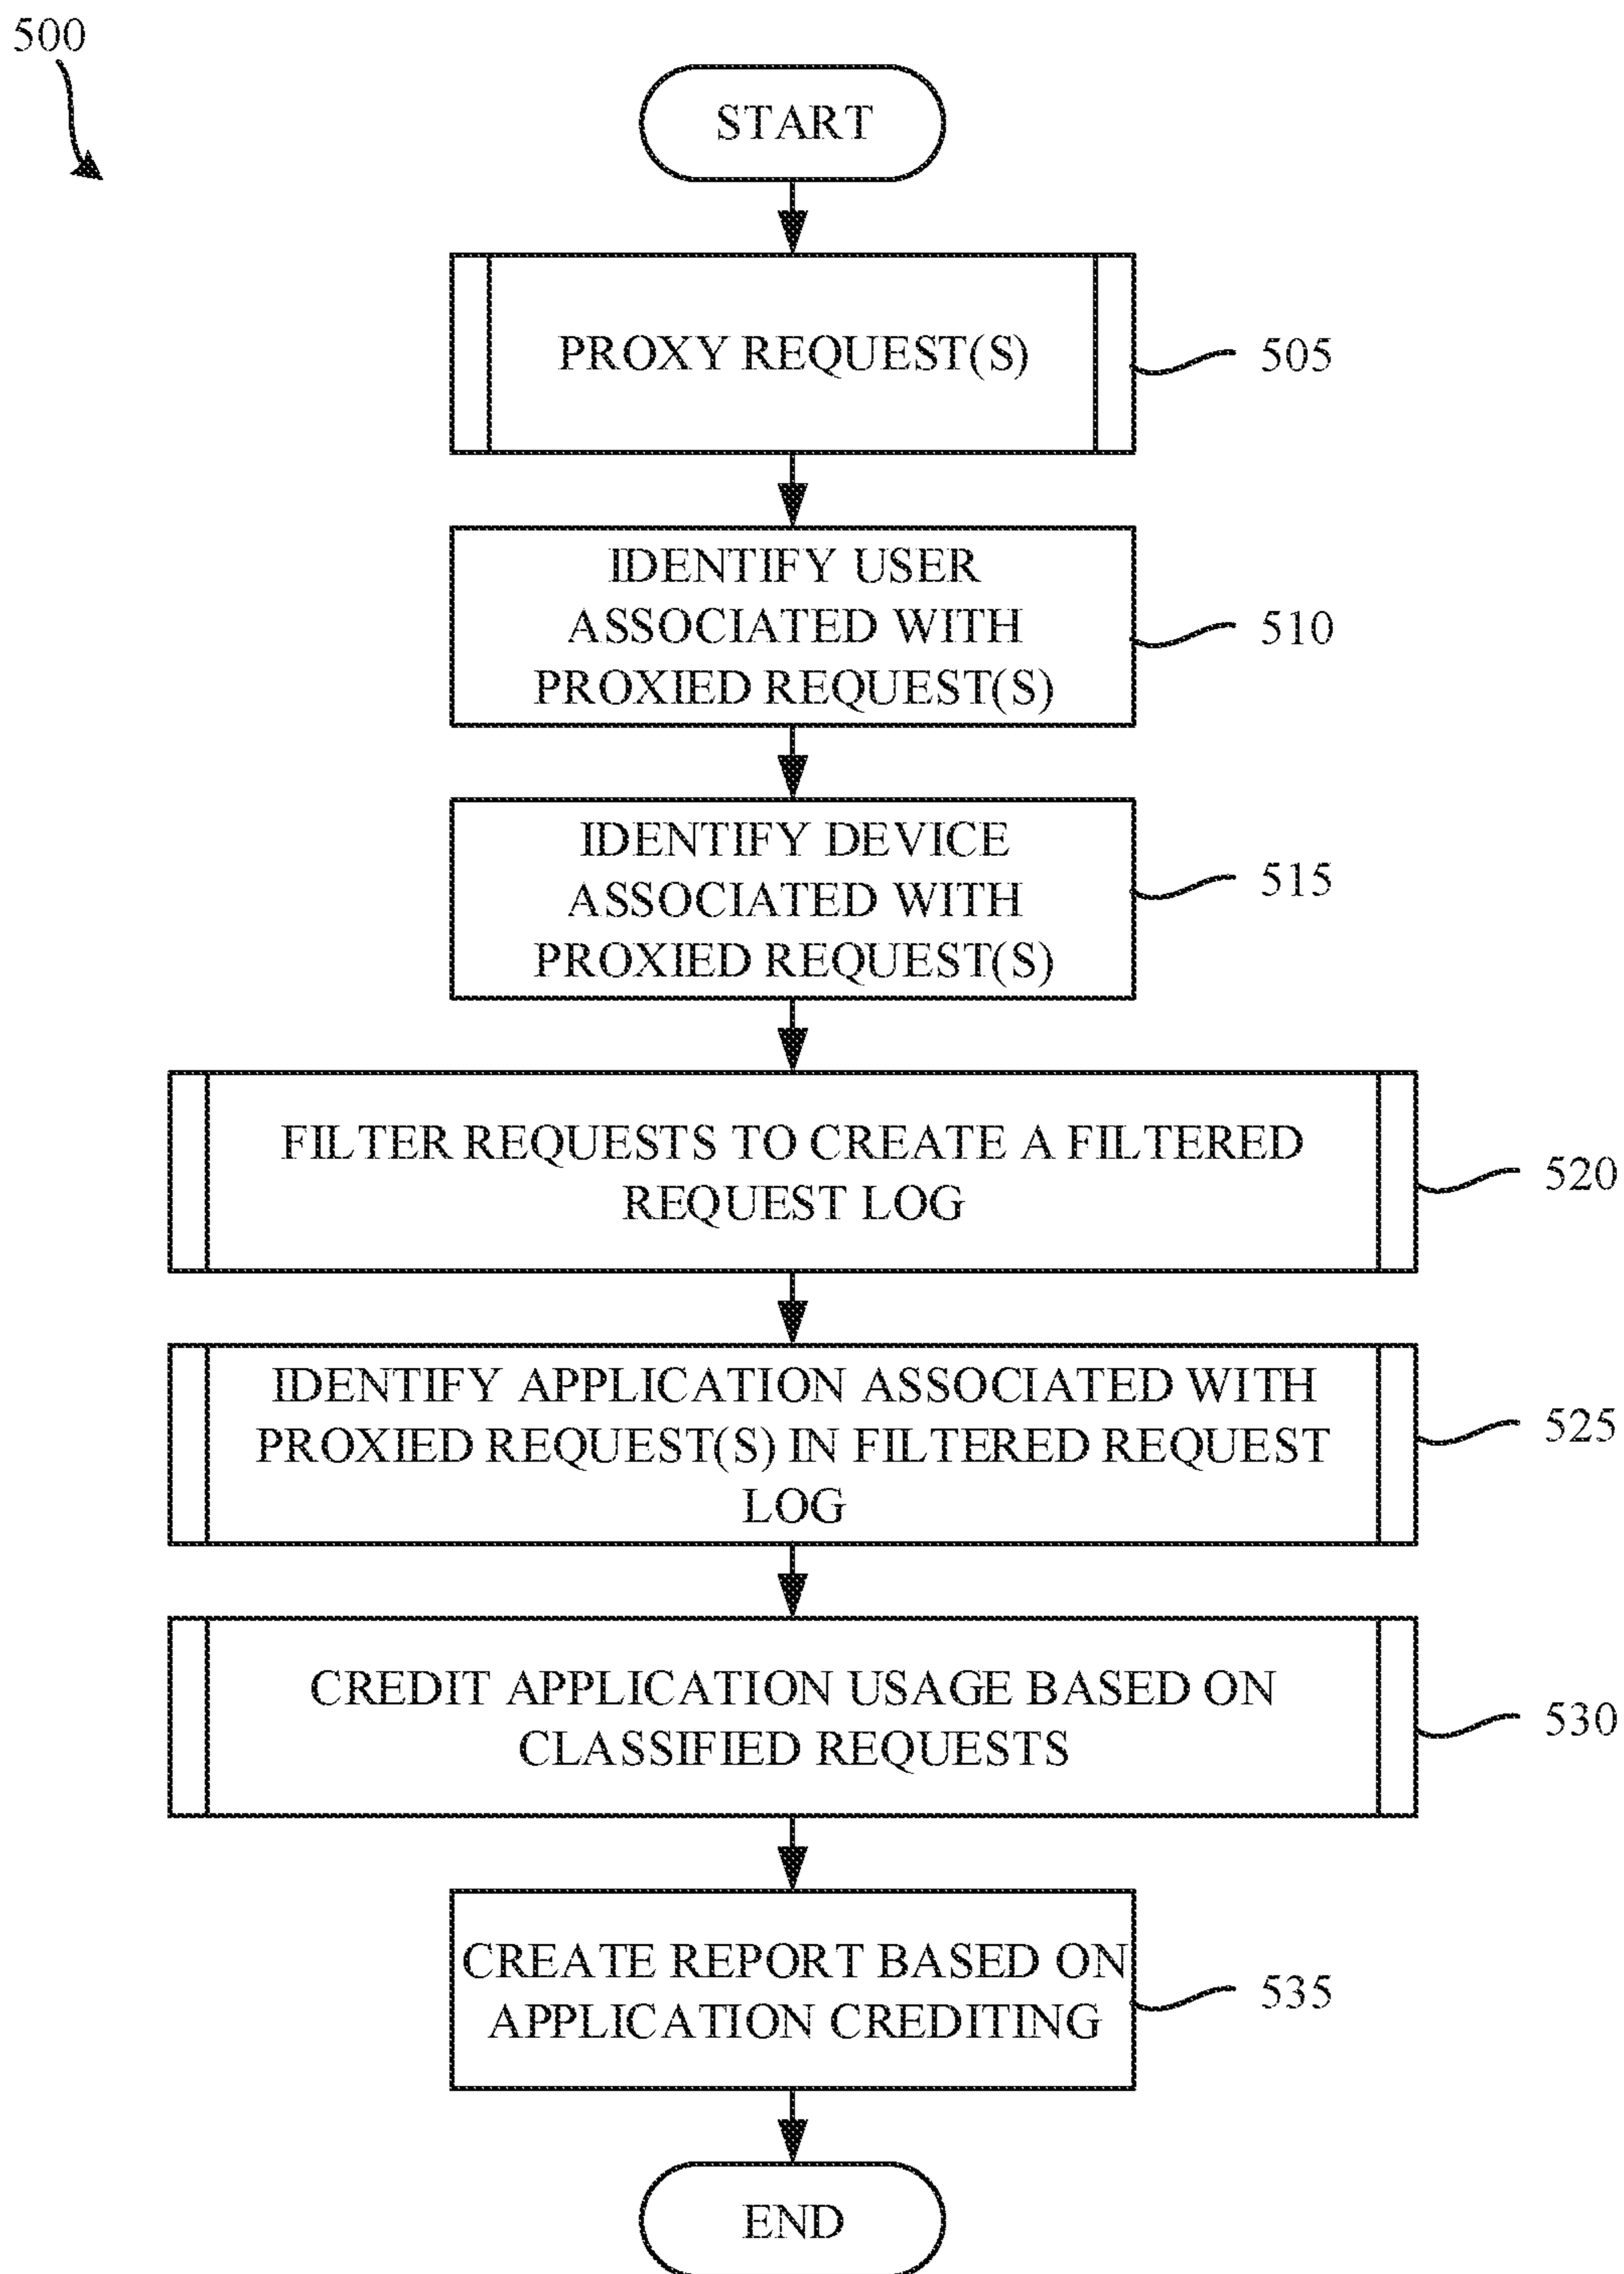 500
START
PROXY REQUEST(S)
505
IDENTIFY USER
ASSOCIATED WITH
PROXIED REQUEST(S)
510
IDENTIFY DEVICE
ASSOCIATED WITH
PROXIED REQUEST(S)
515
FILTER REQUESTS TO CREATE A FILTERED
REQUEST LOG
520
IDENTIFY APPLICATION ASSOCIATED WITH
PROXIED REQUEST(S) IN FILTERED REQUEST
LOG
525
CREDIT APPLICATION USAGE BASED ON
CLASSIFIED REQUESTS
530
CREATE REPORT BASED ON
APPLICATION CREDITING
535
END